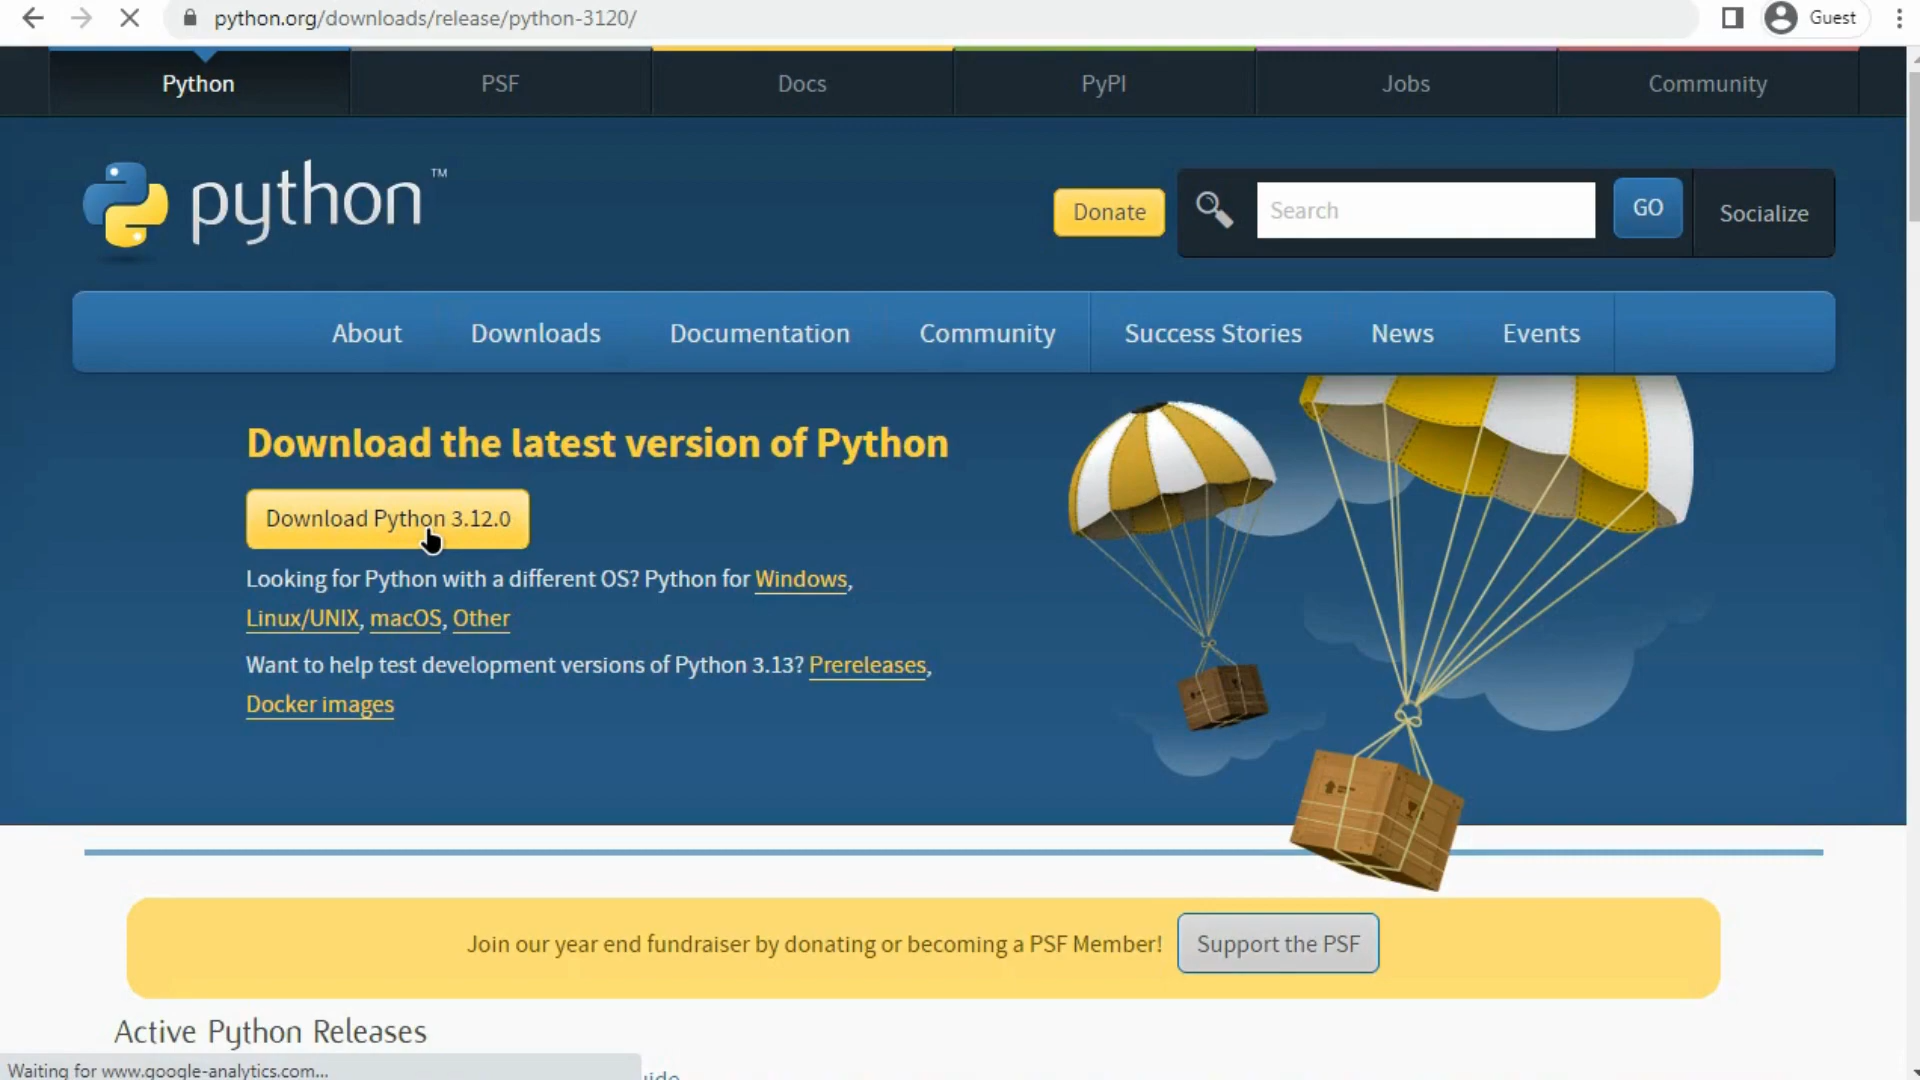 python.org/downloads/release/python-3120/
Guest
Python
PSF
Docs
PyPI
Jobs
Community
python™
Donate
Search
GO
Socialize
About
Downloads
Documentation
Community
Success Stories
News
Events
Download the latest version of Python
Download Python 3.12.0
Looking for Python with a different OS? Python for Windows,
Linux/UNIX, macOS, Other
Want to help test development versions of Python 3.13? Prereleases,
Docker images
Join our year end fundraiser by donating or becoming a PSF Member!
Support the PSF
Active Python Releases
Waiting for www.google-analytics.com...